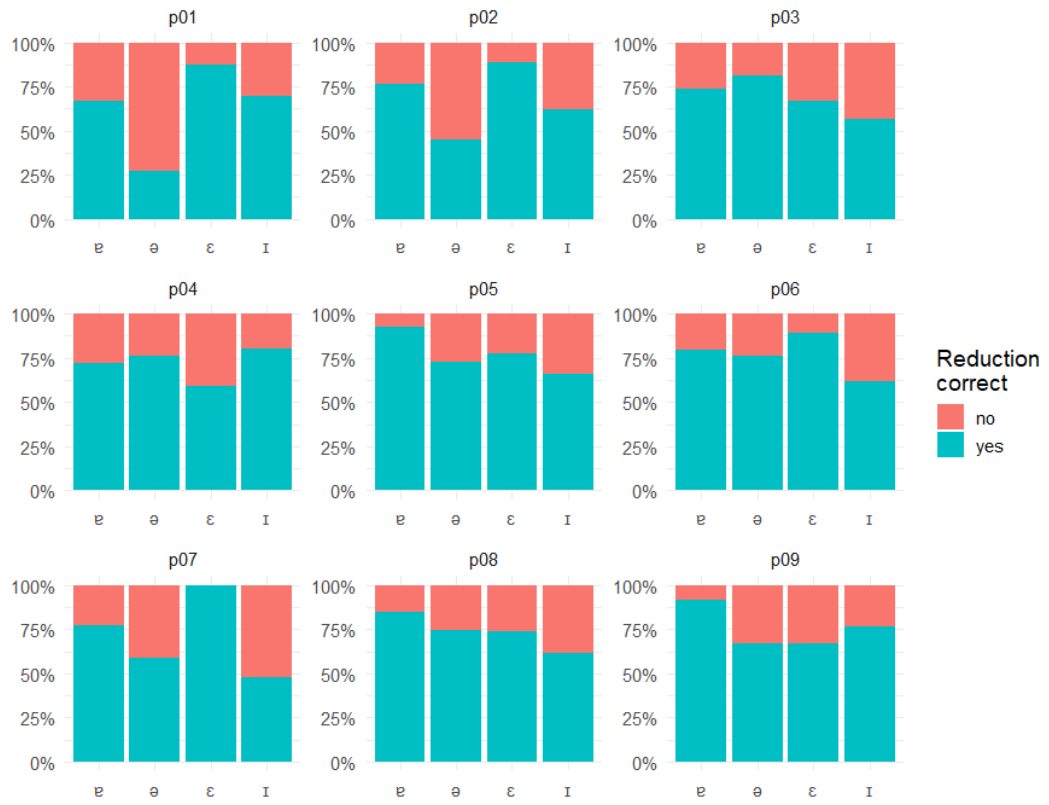 p01 p02 p03
100% 100% 100%
75% 75% 75%
50% 50% 50%
25% 25% 25%
0% 0% 0%
ɐ ə ɛ ɪ ɐ ə ɛ ɪ ɐ ə ɛ ɪ
p04 p05 p06
100% 100% 100%
75% 75% 75%
50% 50% 50%
25% 25% 25%
0% 0% 0%
ɐ ə ɛ ɪ ɐ ə ɛ ɪ ɐ ə ɛ ɪ
p07 p08 p09
100% 100% 100%
75% 75% 75%
50% 50% 50%
25% 25% 25%
0% 0% 0%
ɐ ə ɛ ɪ ɐ ə ɛ ɪ ɐ ə ɛ ɪ
Reduction
correct
no
yes